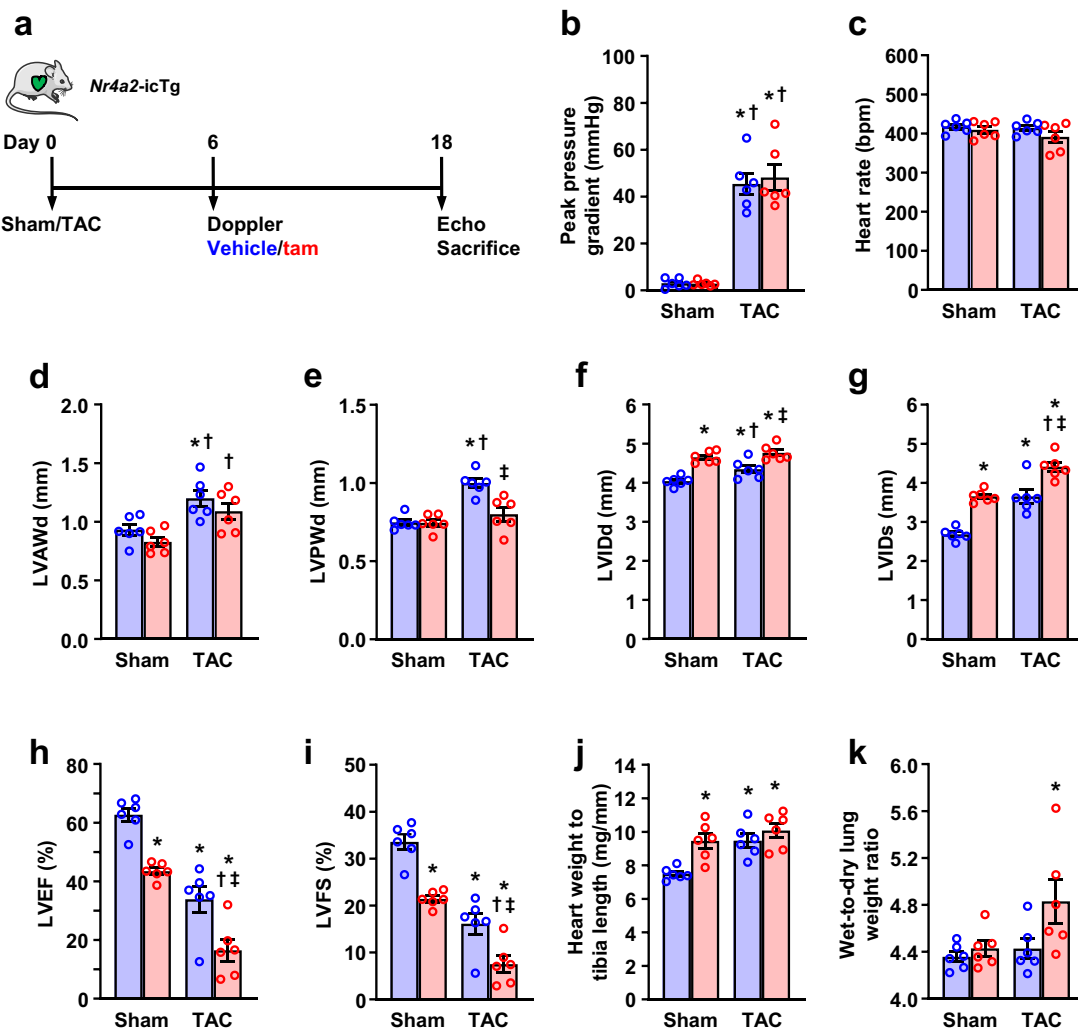 a
Nr4a2-icTg
Day 0
6
18
Sham/TAC
Doppler
Vehicle/tam
Echo
Sacrifice
b
Peak pressure
gradient (mmHg)
100
80
60
40
20
0
*†
*†
Sham
TAC
c
Heart rate (bpm)
600
500
400
300
200
100
0
Sham
TAC
d
LVAWd (mm)
2.0
1.5
1.0
0.5
0.0
*†
†
Sham
TAC
e
LVPWd (mm)
1.5
1.0
0.5
0.0
*†
‡
Sham
TAC
f
LVIDd (mm)
6
5
4
3
2
1
0
*
*†
*‡
Sham
TAC
g
LVIDs (mm)
6
5
4
3
2
1
0
*
*
*
†‡
Sham
TAC
h
LVEF (%)
80
60
40
20
0
*
*
*
†‡
Sham
TAC
i
LVFS (%)
50
40
30
20
10
0
*
*
*
†‡
Sham
TAC
j
Heart weight to
tibia length (mg/mm)
14
12
10
8
6
4
2
0
*
*
*
Sham
TAC
k
Wet-to-dry lung
weight ratio
6.0
5.6
5.2
4.8
4.4
4.0
*
Sham
TAC